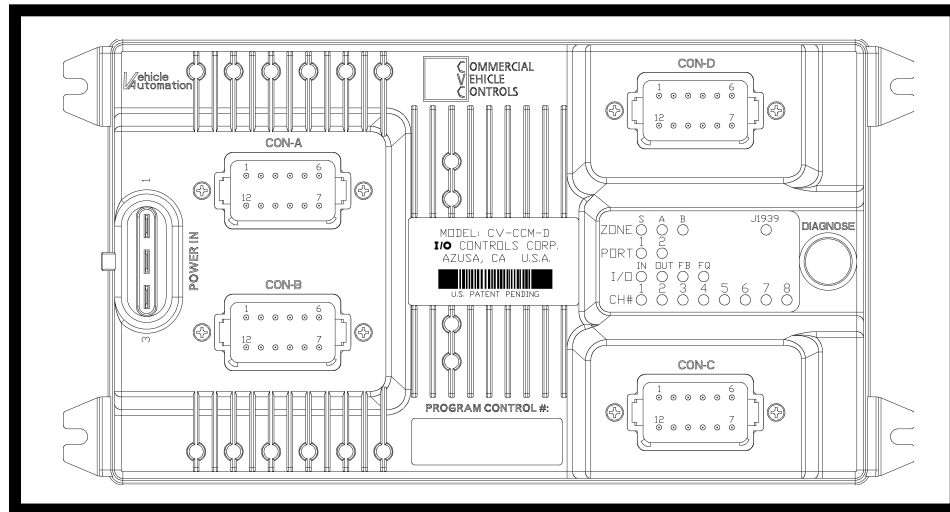 Vehicle
Automation
COMMERCIAL
VEHICLE
CONTROLS
CON-D
1 6
12 7
CON-A
1 6
12 7
1
POWER IN
3
MODEL: CV-CCM-D
I/O CONTROLS CORP.
AZUSA, CA U.S.A.
U.S. PATENT PENDING
S A B J1939
ZONE
1 2
PORT
IN OUT FB FQ
I/O
1 2 3 4 5 6 7 8
CH#
DIAGNOSE
CON-B
1 6
12 7
CON-C
1 6
12 7
PROGRAM CONTROL #: